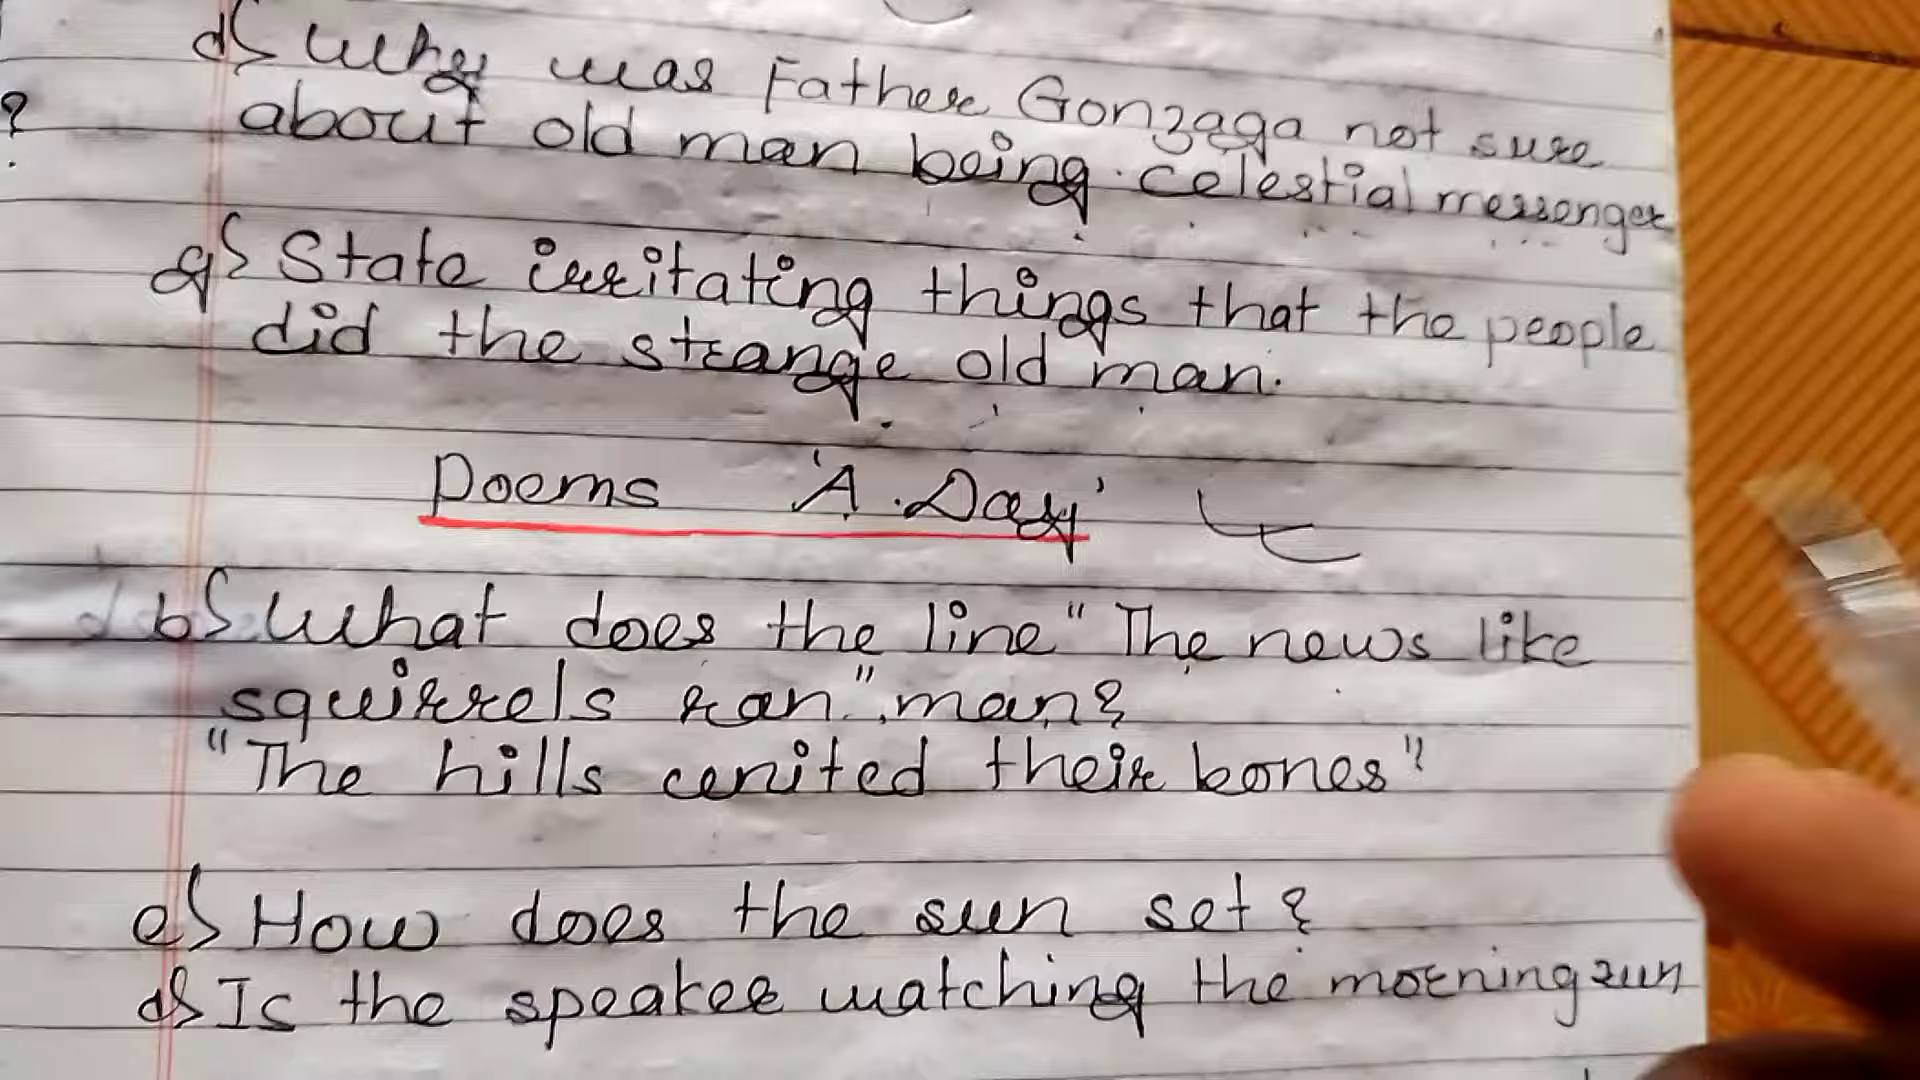 d) Why was Father Gonzaga not sure
about old man being celestial messenger
?
g) State irritating things that the people
did the strange old man.
Poems 'A Day'
b) What does the line "The news like
squirrels ran" mean?
"The hills united their bones"
e) How does the sun set?
d) Is the speaker watching the morning sun